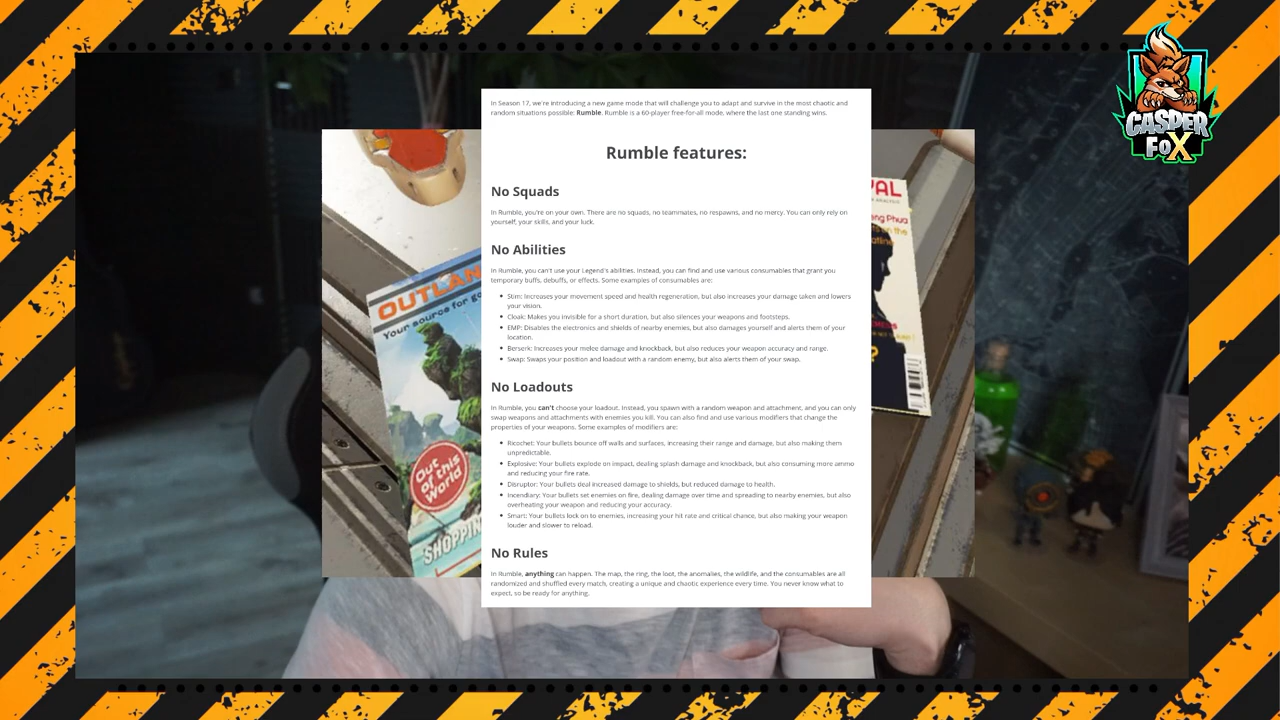 In Season 17, we're introducing a new game mode that will challenge you to adapt and survive in the most chaotic and
random situations possible: Rumble. Rumble is a 60-player free-for-all mode, where the last one standing wins.
Rumble features:
No Squads
In Rumble, you're on your own. There are no squads, no teammates, no respawns, and no mercy. You can only rely on
yourself, your skills, and your luck.
No Abilities
In Rumble, you can't use your Legend's abilities. Instead, you can find and use various consumables that grant you
temporary buffs, debuffs, or effects. Some examples of consumables are:
• Stim: Increases your movement speed and health regeneration, but also increases your damage taken and lowers
your vision.
• Cloak: Makes you invisible for a short duration, but also silences your weapons and footsteps.
• EMP: Disables the electronics and shields of nearby enemies, but also damages yourself and alerts them of your
location.
• Berserk: Increases your melee damage and knockback, but also reduces your weapon accuracy and range.
• Swap: Swaps your position and loadout with a random enemy, but also alerts them of your swap.
No Loadouts
In Rumble, you can't choose your loadout. Instead, you spawn with a random weapon and attachment, and you can only
swap weapons and attachments with enemies you kill. You can also find and use various modifiers that change the
properties of your weapons. Some examples of modifiers are:
• Ricochet: Your bullets bounce off walls and surfaces, increasing their range and damage, but also making them
unpredictable.
• Explosive: Your bullets explode on impact, dealing splash damage and knockback, but also consuming more ammo
and reducing your fire rate.
• Disruptor: Your bullets deal increased damage to shields, but reduced damage to health.
• Incendiary: Your bullets set enemies on fire, dealing damage over time and spreading to nearby enemies, but also
overheating your weapon and reducing your accuracy.
• Smart: Your bullets lock on to enemies, increasing your hit rate and critical chance, but also making your weapon
louder and slower to reload.
No Rules
In Rumble, anything can happen. The map, the ring, the loot, the anomalies, the wildlife, and the consumables are all
randomized and shuffled every match, creating a unique and chaotic experience every time. You never know what to
expect, so be ready for anything.
CASPER
FOX
OUTLAN
Your source for
Out
of this
World
SHOPPIN
VAL
ANALYSIS
eng Phua
on the